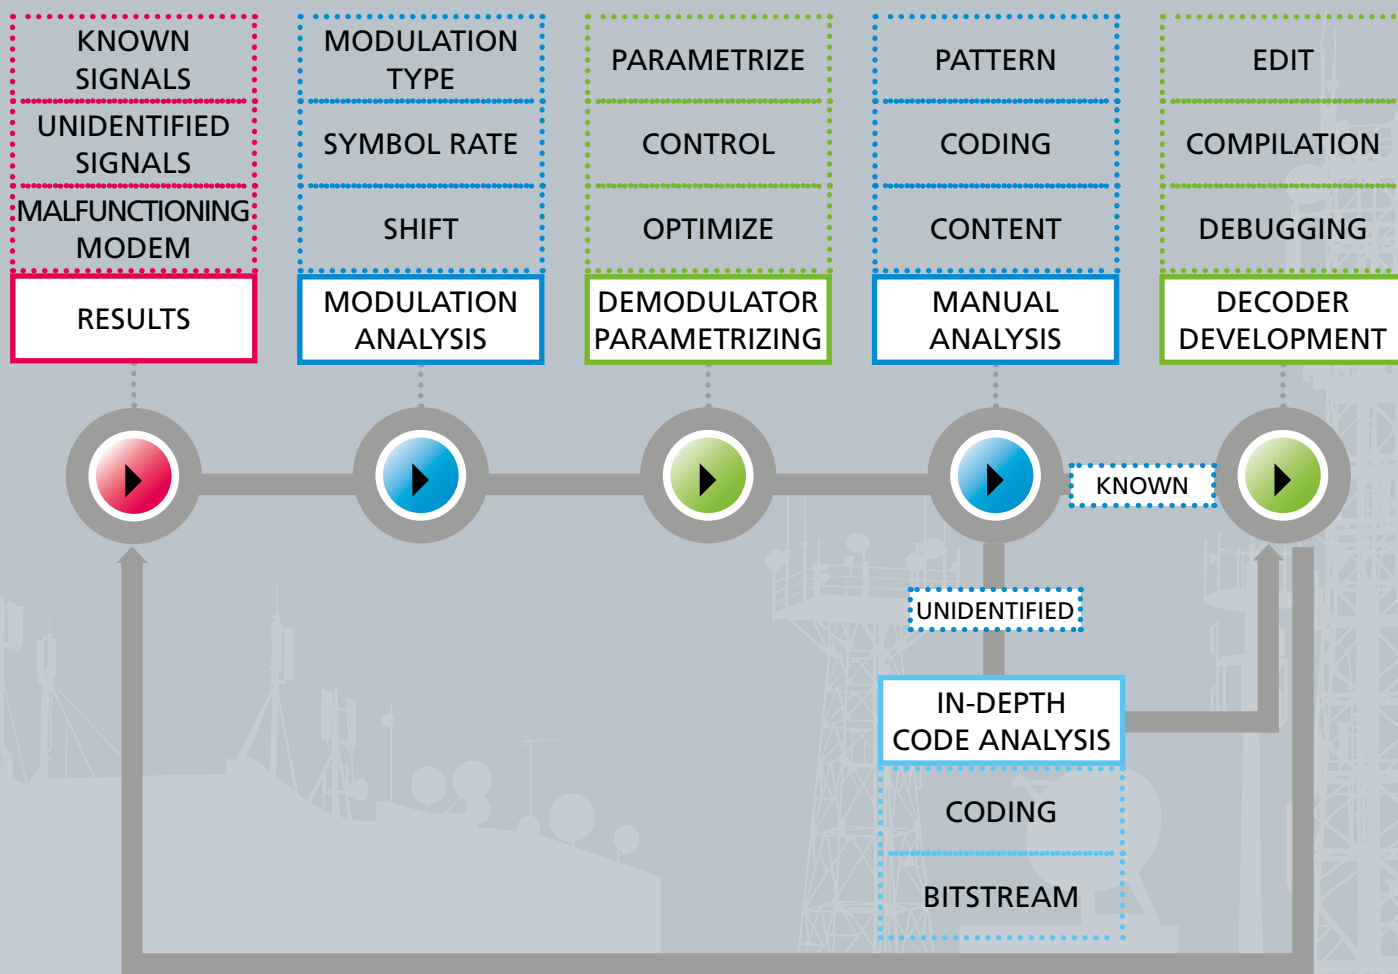 KNOWN
SIGNALS
UNIDENTIFIED
SIGNALS
MALFUNCTIONING
MODEM
RESULTS
MODULATION
TYPE
SYMBOL RATE
SHIFT
MODULATION
ANALYSIS
PARAMETRIZE
CONTROL
OPTIMIZE
DEMODULATOR
PARAMETRIZING
PATTERN
CODING
CONTENT
MANUAL
ANALYSIS
EDIT
COMPILATION
DEBUGGING
DECODER
DEVELOPMENT
KNOWN
UNIDENTIFIED
IN-DEPTH
CODE ANALYSIS
CODING
BITSTREAM